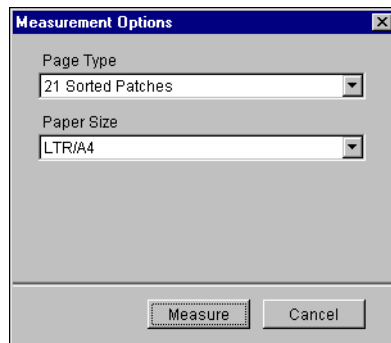 Measurement Options
Page Type
21 Sorted Patches
Paper Size
LTR/A4
Measure Cancel